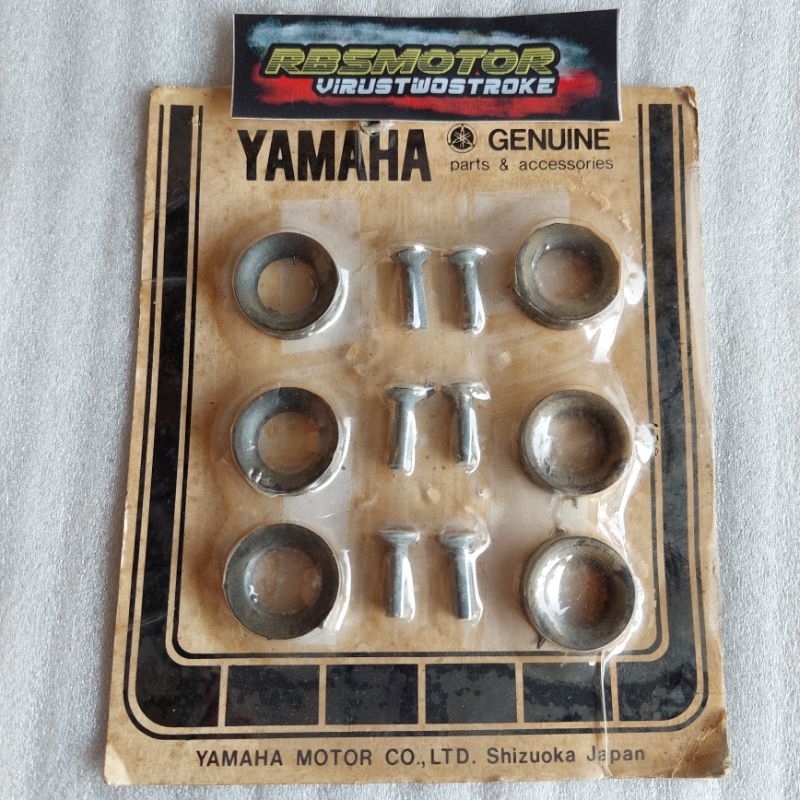 RBSMOTOR
ViRUSTWOSTROKE
YAMAHA GENUINE
parts & accessories
YAMAHA MOTOR CO.,LTD. Shizuoka Japan